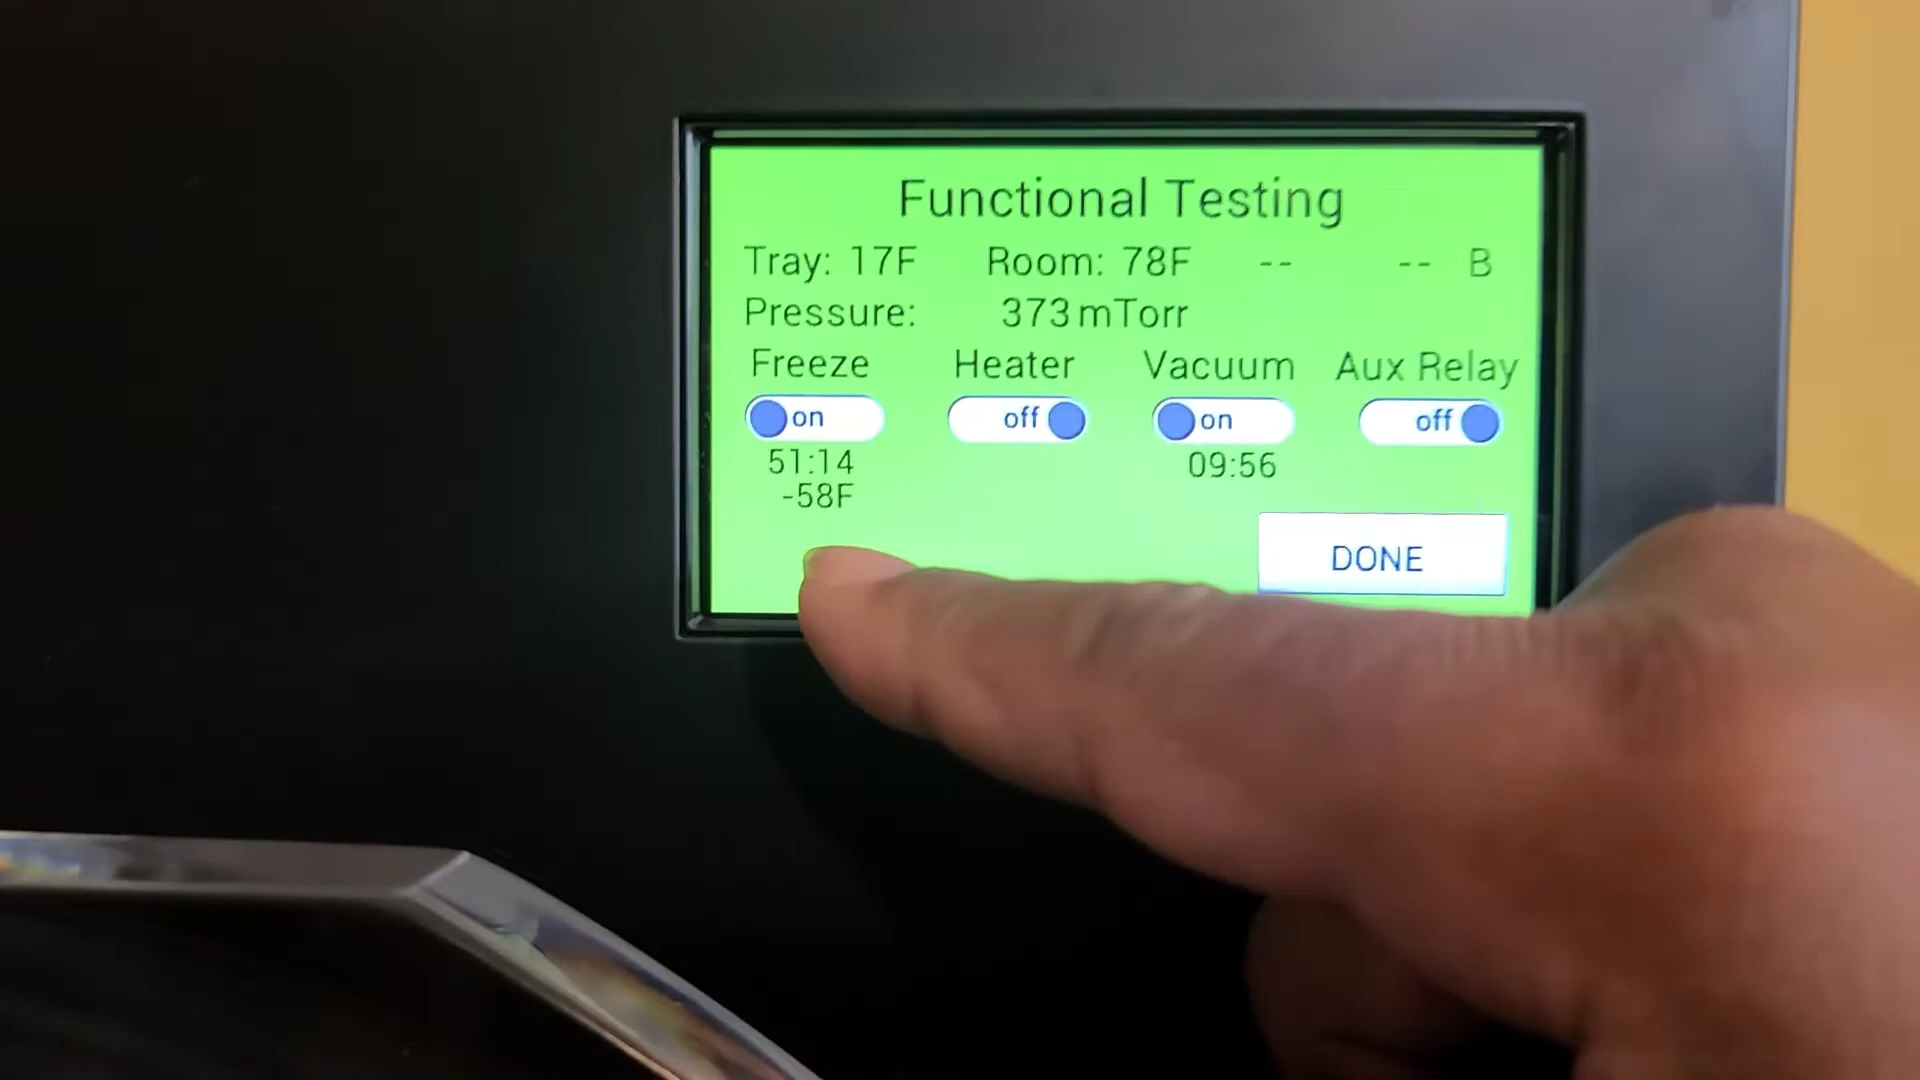 Functional Testing
Tray: 17F Room: 78F -- -- B
Pressure: 373 mTorr
Freeze Heater Vacuum Aux Relay
on off on off
51:14 09:56
-58F
DONE